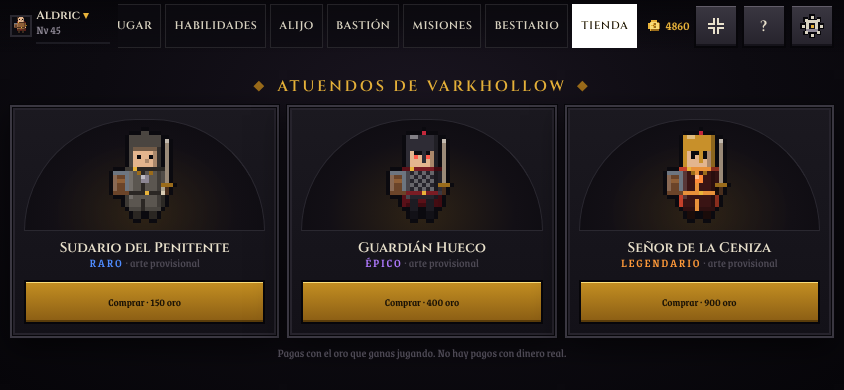 ALDRIC ▼
Nv 45
UGAR
HABILIDADES
ALIJO
BASTIÓN
MISIONES
BESTIARIO
TIENDA
4860
?
◆ ATUENDOS DE VARKHOLLOW ◆
SUDARIO DEL PENITENTE
RARO · arte provisional
Comprar · 150 oro
GUARDIÁN HUECO
ÉPICO · arte provisional
Comprar · 400 oro
SEÑOR DE LA CENIZA
LEGENDARIO · arte provisional
Comprar · 900 oro
Pagas con el oro que ganas jugando. No hay pagos con dinero real.